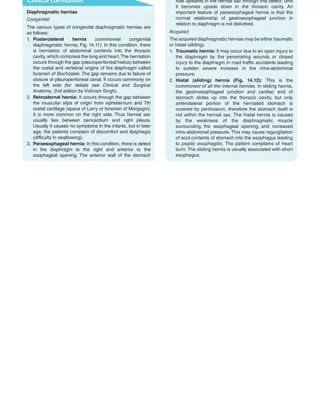 Clinical Correlation
Diaphragmatic hernias
Congenital
The various types of congenital diaphragmatic hernias are
as follows:
1. Posterolateral hernia (commonest congenital
diaphragmatic hernia; Fig. 14.11): In this condition, there
is herniation of abdominal contents into the thoracic
cavity, which compress the lung and heart. The herniation
occurs through the gap (pleuroperitoneal hiatus) between
the costal and vertebral origins of the diaphragm called
foramen of Bochdalek. The gap remains due to failure of
closure of pleuroperitoneal canal. It occurs commonly on
the left side (for details see Clinical and Surgical
Anatomy, 2nd edition by Vishram Singh).
2. Retrosternal hernia: It occurs through the gap between
the muscular slips of origin from xiphisternum and 7th
costal cartilage (space of Larry or foramen of Morgagni).
It is more common on the right side. Thus hernial sac
usually lies between pericardium and right pleura.
Usually it causes no symptoms in the infants, but in later
age, the patients complain of discomfort and dysphagia
(difficulty in swallowing).
3. Paraesophageal hernia: In this condition, there is defect
in the diaphragm to the right and anterior to the
esophageal opening. The anterior wall of the stomach
rolls upwards in the hernial sac through this defect, until
it becomes upside down in the thoracic cavity. An
important feature of paraesophageal hernia is that the
normal relationship of gastroesophageal junction in
relation to diaphragm is not disturbed.
Acquired
The acquired diaphragmatic hernias may be either traumatic
or hiatal (sliding).
1. Traumatic hernia: It may occur due to an open injury to
the diaphragm by the penetrating wounds or closed
injury to the diaphragm in road traffic accidents leading
to sudden severe increase in the intra-abdominal
pressure.
2. Hiatal (sliding) hernia (Fig. 14.12): This is the
commonest of all the internal hernias. In sliding hernia,
the gastroesophageal junction and cardiac end of
stomach slides up into the thoracic cavity, but only
anterolateral portion of the herniated stomach is
covered by peritoneum, therefore the stomach itself is
not within the hernial sac. The hiatal hernia is caused
by the weakness of the diaphragmatic muscle
surrounding the esophageal opening and increased
intra-abdominal pressure. This may cause regurgitation
of acid contents of stomach into the esophagus leading
to peptic esophagitis. The patient complains of heart
burn. The sliding hernia is usually associated with short
esophagus.